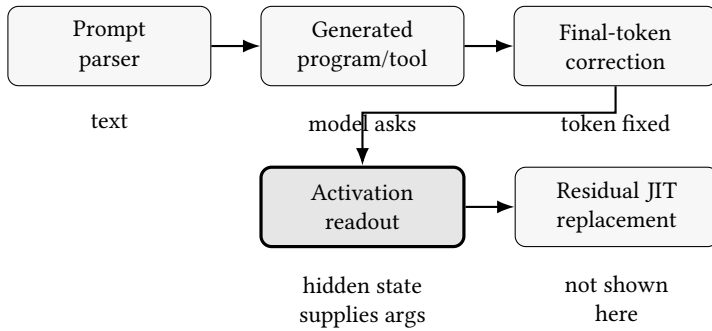 Prompt
parser
Generated
program/tool
Final-token
correction
text
model asks
token fixed
Activation
readout
Residual JIT
replacement
hidden state
supplies args
not shown
here